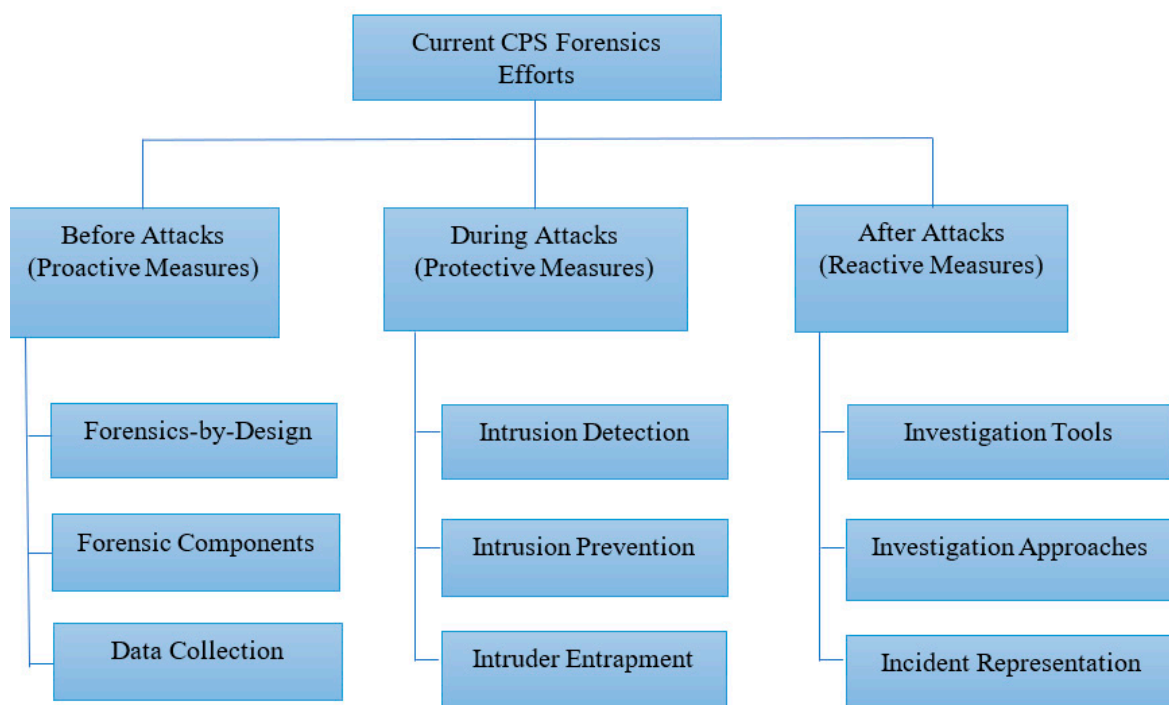 Current CPS Forensics
Efforts
Before Attacks
(Proactive Measures)
During Attacks
(Protective Measures)
After Attacks
(Reactive Measures)
Forensics-by-Design
Forensic Components
Data Collection
Intrusion Detection
Intrusion Prevention
Intruder Entrapment
Investigation Tools
Investigation Approaches
Incident Representation